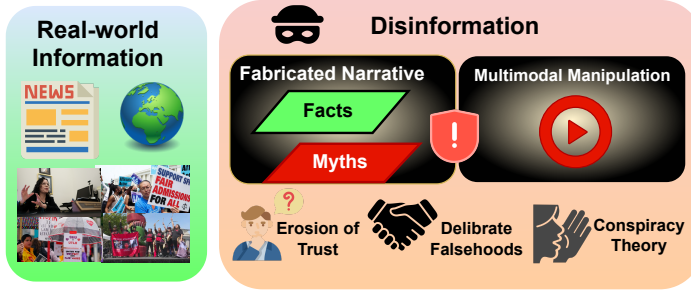 Real-world
Information
NEWS
SUPPORT
FAIR
ADMISSIONS
FOR ALL
Disinformation
Fabricated Narrative
Facts
Myths
Multimodal Manipulation
Erosion of
Trust
Delibrate
Falsehoods
Conspiracy
Theory